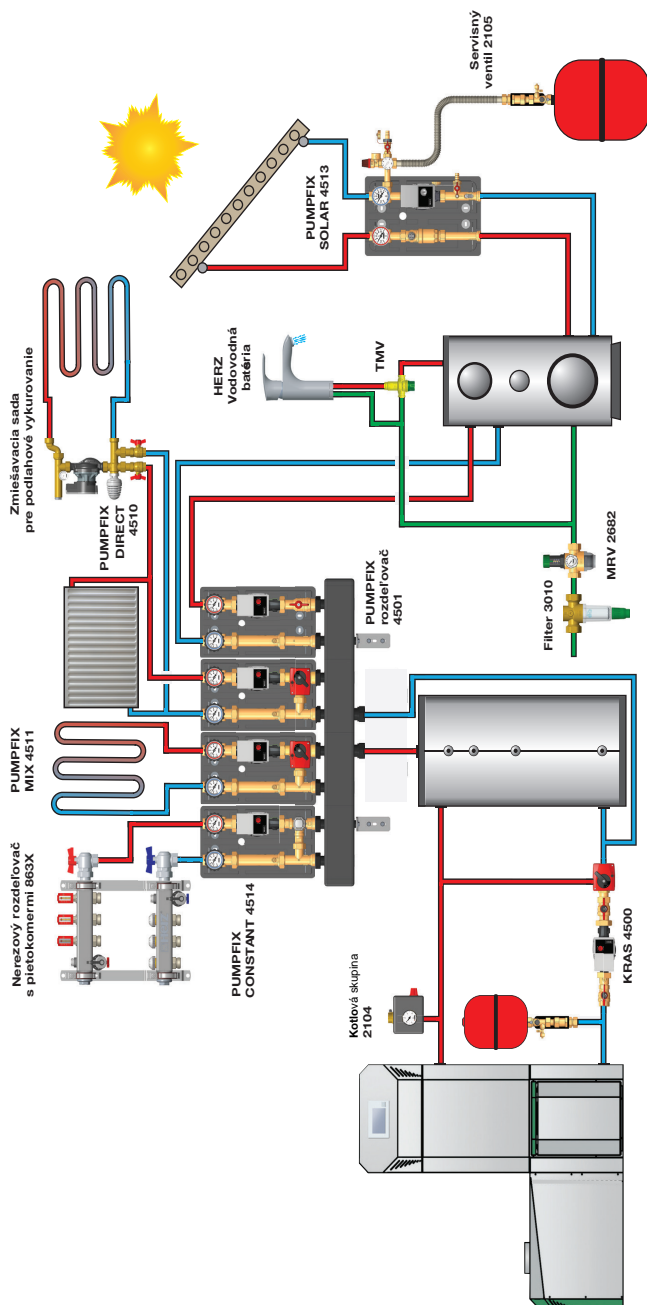 Nerezový rozdeľovač
s pietokomermi 863X
PUMPFIX
MIX 4511
Zmiešavacia sada
pre podlahové vykurovanie
PUMPFIX
DIRECT
4510
PUMPFIX
CONSTANT 4514
HERZ
Vodovodná
batéria
PUMPFIX
SOLAR 4513
Servisný
ventil 2105
TMV
PUMPFIX
rozdeľovač
4501
Kotlová skupina
2104
Filter 3010
MRV 2682
KRAS 4500